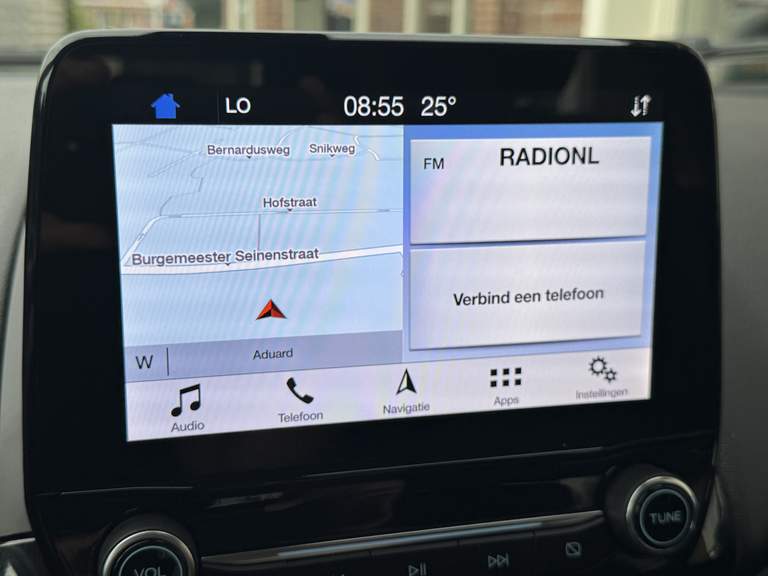 LO 08:55 25°
Bernardusweg Snikweg
Hofstraat
Burgemeester Seinenstraat
W Aduard
FM RADIONL
Verbind een telefoon
Audio Telefoon Navigatie Apps Instellingen
VOL TUNE